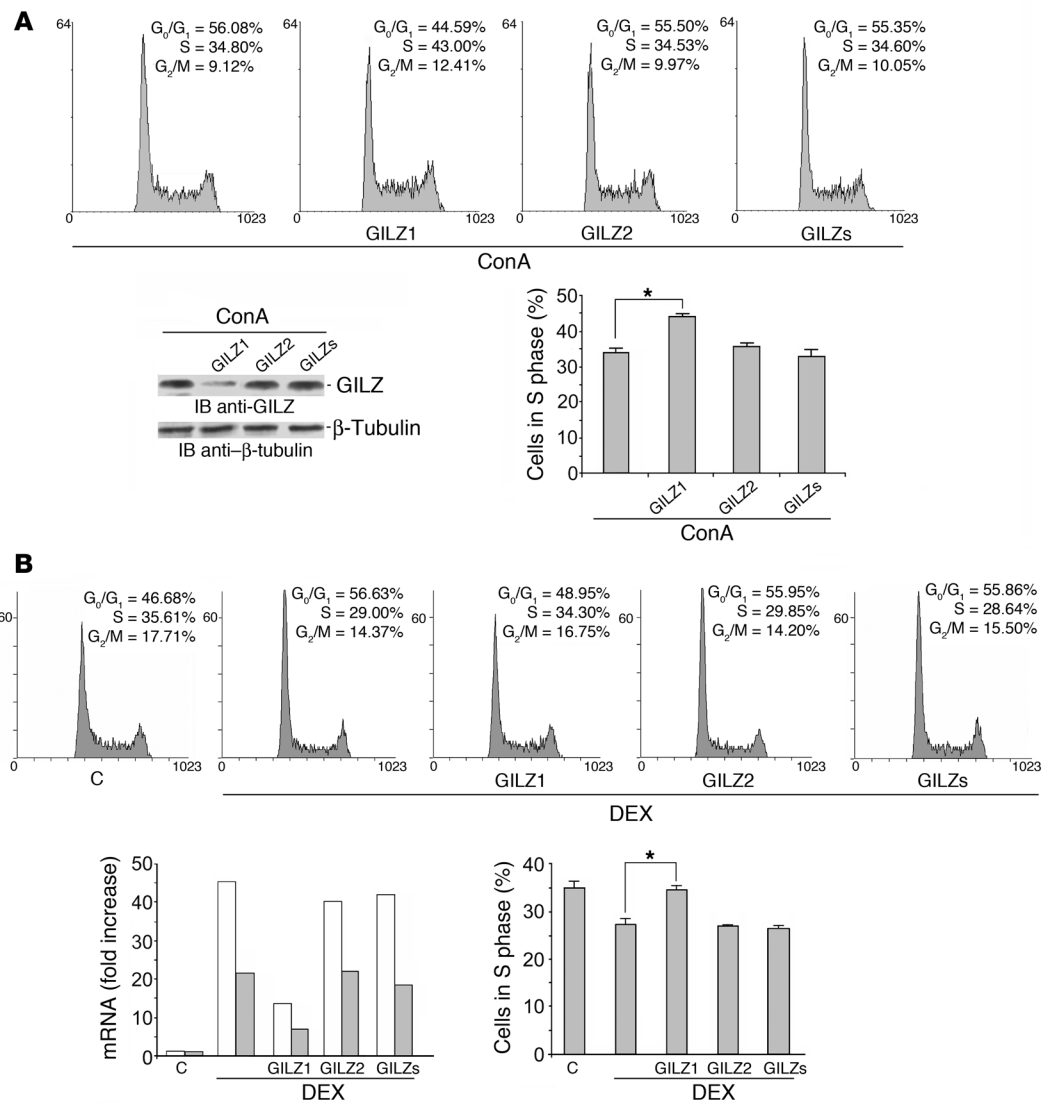 A
64
G0/G1 = 56.08%
S = 34.80%
G2/M = 9.12%
0
1023
64
G0/G1 = 44.59%
S = 43.00%
G2/M = 12.41%
0
1023
GILZ1
64
G0/G1 = 55.50%
S = 34.53%
G2/M = 9.97%
0
1023
GILZ2
64
G0/G1 = 55.35%
S = 34.60%
G2/M = 10.05%
0
1023
GILZs
ConA
ConA
GILZ1
GILZ2
GILZs
- GILZ
IB anti-GILZ
-β-Tubulin
IB anti–β-tubulin
Cells in S phase (%)
50
40
30
20
10
0
*
GILZ1
GILZ2
GILZs
ConA
B
60
G0/G1 = 46.68%
S = 35.61%
G2/M = 17.71%
0
1023
C
60
G0/G1 = 56.63%
S = 29.00%
G2/M = 14.37%
0
1023
60
G0/G1 = 48.95%
S = 34.30%
G2/M = 16.75%
0
1023
GILZ1
60
G0/G1 = 55.95%
S = 29.85%
G2/M = 14.20%
0
1023
GILZ2
60
G0/G1 = 55.86%
S = 28.64%
G2/M = 15.50%
0
1023
GILZs
DEX
mRNA (fold increase)
50
40
30
20
10
0
C
GILZ1
GILZ2
GILZs
DEX
Cells in S phase (%)
40
30
20
10
0
*
C
GILZ1
GILZ2
GILZs
DEX